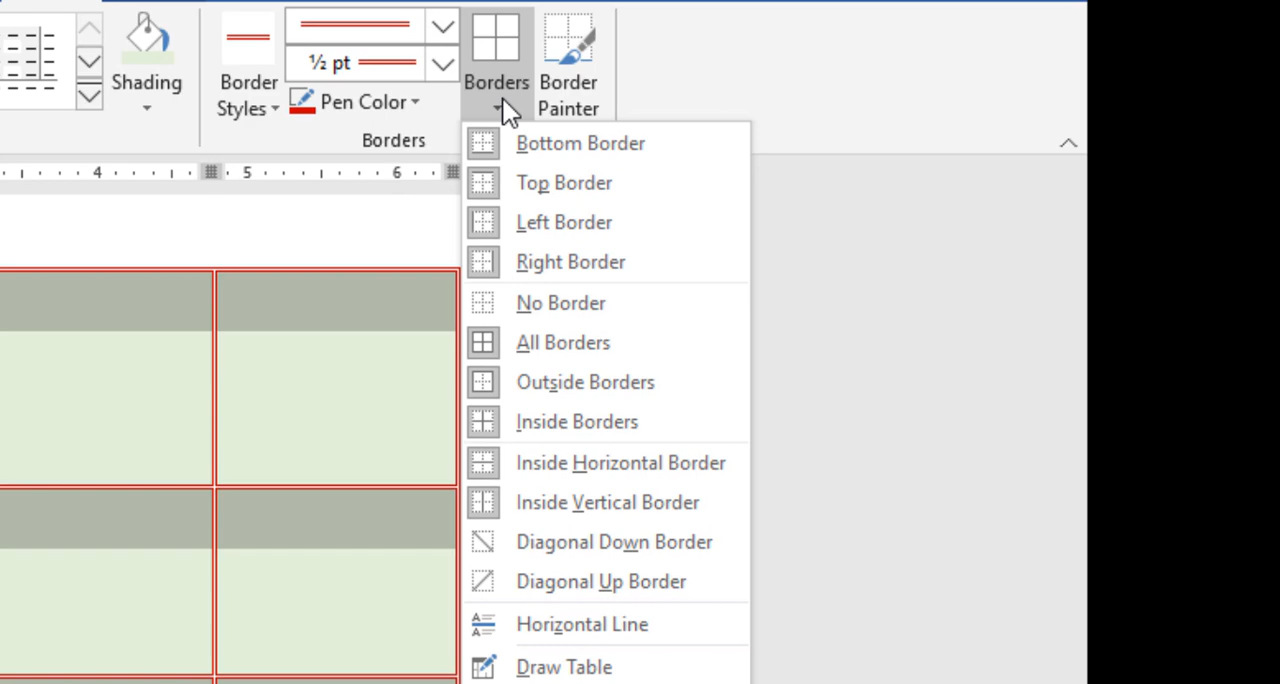 Shading
Border
Styles
½ pt
Pen Color
Borders
Border
Painter
Borders
4
5
6
Bottom Border
Top Border
Left Border
Right Border
No Border
All Borders
Outside Borders
Inside Borders
Inside Horizontal Border
Inside Vertical Border
Diagonal Down Border
Diagonal Up Border
Horizontal Line
Draw Table